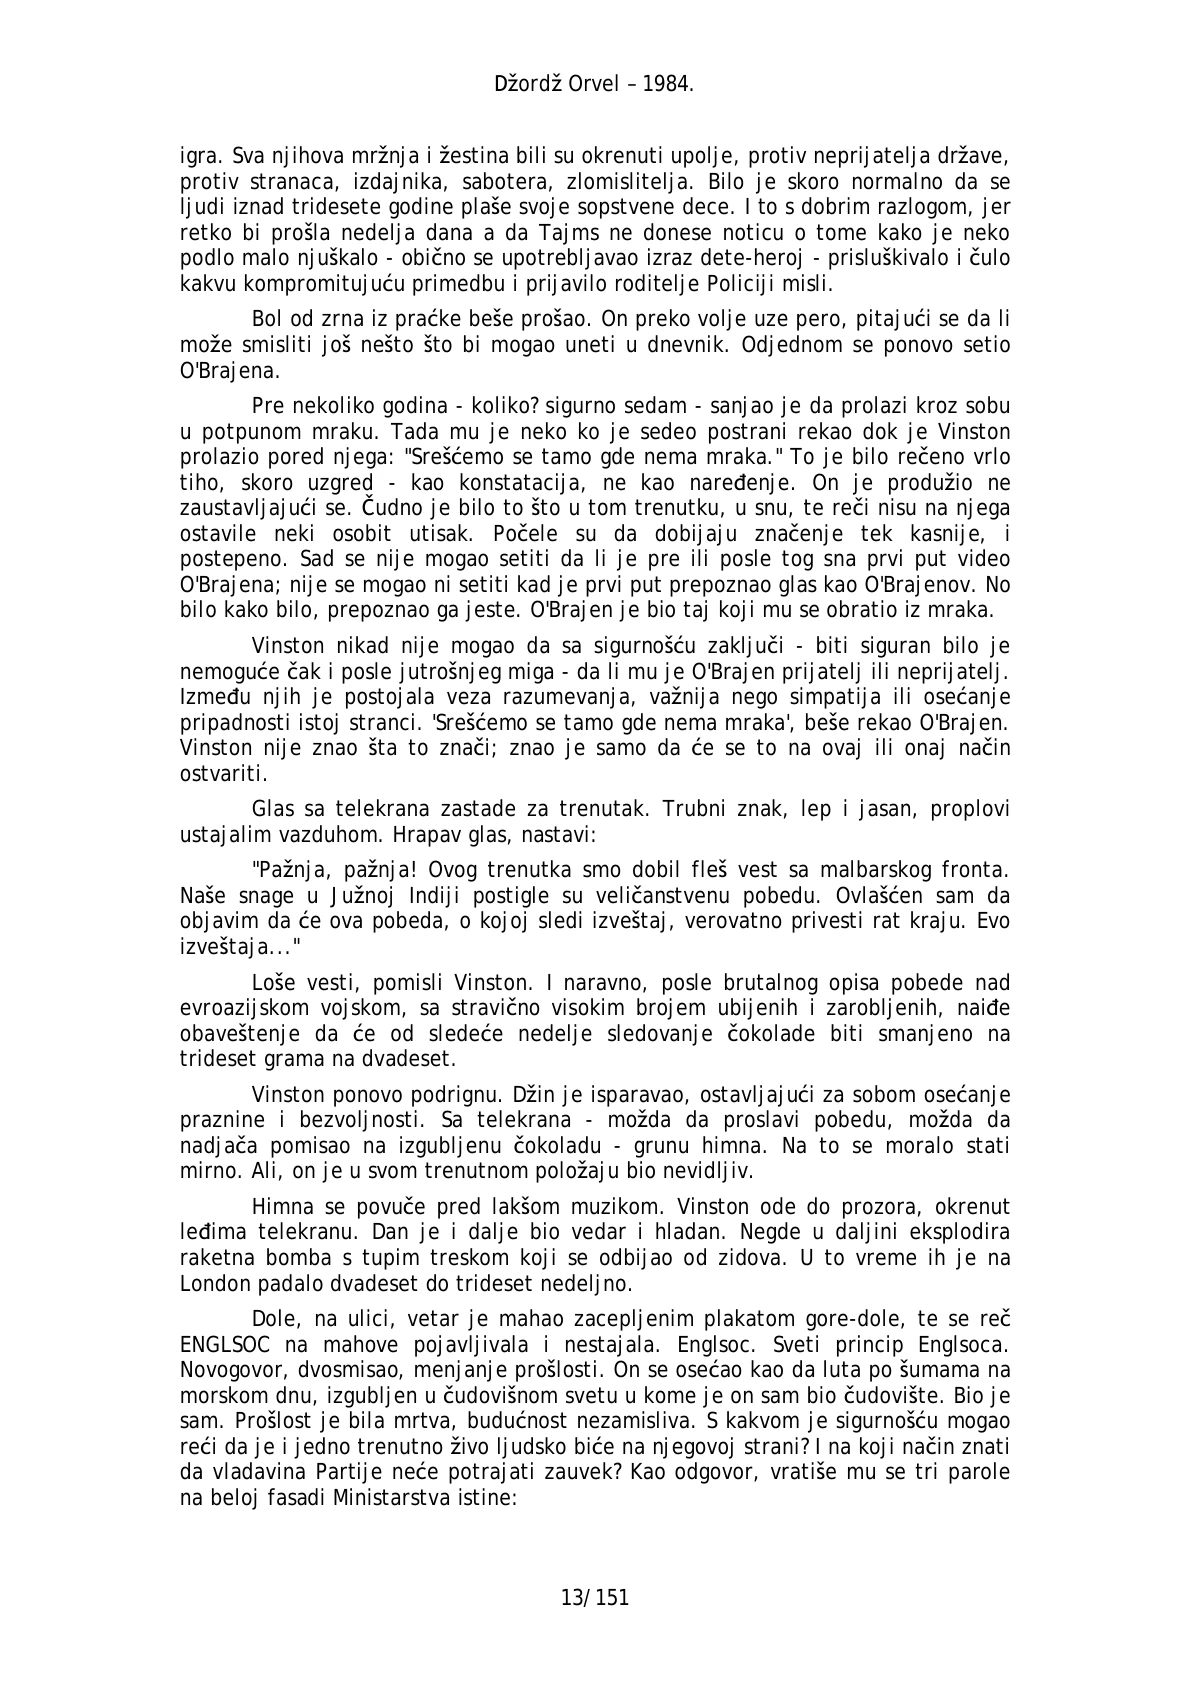 Džordž Orvel – 1984.
igra. Sva njihova mržnja i žestina bili su okrenuti upolje, protiv neprijatelja države,
protiv stranaca, izdajnika, sabotera, zlomislitelja. Bilo je skoro normalno da se
ljudi iznad tridesete godine plaše svoje sopstvene dece. I to s dobrim razlogom, jer
retko bi prošla nedelja dana a da Tajms ne donese noticu o tome kako je neko
podlo malo njuškalo - obično se upotrebljavao izraz dete-heroj - prisluškivalo i čulo
kakvu kompromitujuću primedbu i prijavilo roditelje Policiji misli.
Bol od zrna iz praćke beše prošao. On preko volje uze pero, pitajući se da li
može smisliti još nešto što bi mogao uneti u dnevnik. Odjednom se ponovo setio
O'Brajena.
Pre nekoliko godina - koliko? sigurno sedam - sanjao je da prolazi kroz sobu
u potpunom mraku. Tada mu je neko ko je sedeo postrani rekao dok je Vinston
prolazio pored njega: "Srešćemo se tamo gde nema mraka." To je bilo rečeno vrlo
tiho, skoro uzgred - kao konstatacija, ne kao naređenje. On je produžio ne
zaustavljajući se. Čudno je bilo to što u tom trenutku, u snu, te reči nisu na njega
ostavile neki osobit utisak. Počele su da dobijaju značenje tek kasnije, i
postepeno. Sad se nije mogao setiti da li je pre ili posle tog sna prvi put video
O'Brajena; nije se mogao ni setiti kad je prvi put prepoznao glas kao O'Brajenov. No
bilo kako bilo, prepoznao ga jeste. O'Brajen je bio taj koji mu se obratio iz mraka.
Vinston nikad nije mogao da sa sigurnošću zaključi - biti siguran bilo je
nemoguće čak i posle jutrošnjeg miga - da li mu je O'Brajen prijatelj ili neprijatelj.
Između njih je postojala veza razumevanja, važnija nego simpatija ili osećanje
pripadnosti istoj stranci. 'Srešćemo se tamo gde nema mraka', beše rekao O'Brajen.
Vinston nije znao šta to znači; znao je samo da će se to na ovaj ili onaj način
ostvariti.
Glas sa telekrana zastade za trenutak. Trubni znak, lep i jasan, proplovi
ustajalim vazduhom. Hrapav glas, nastavi:
"Pažnja, pažnja! Ovog trenutka smo dobil fleš vest sa malbarskog fronta.
Naše snage u Južnoj Indiji postigle su veličanstvenu pobedu. Ovlašćen sam da
objavim da će ova pobeda, o kojoj sledi izveštaj, verovatno privesti rat kraju. Evo
izveštaja..."
Loše vesti, pomisli Vinston. I naravno, posle brutalnog opisa pobede nad
evroazijskom vojskom, sa stravično visokim brojem ubijenih i zarobljenih, naiđe
obaveštenje da će od sledeće nedelje sledovanje čokolade biti smanjeno na
trideset grama na dvadeset.
Vinston ponovo podrignu. Džin je isparavao, ostavljajući za sobom osećanje
praznine i bezvoljnosti. Sa telekrana - možda da proslavi pobedu, možda da
nadjača pomisao na izgubljenu čokoladu - grunu himna. Na to se moralo stati
mirno. Ali, on je u svom trenutnom položaju bio nevidljiv.
Himna se povuče pred lakšom muzikom. Vinston ode do prozora, okrenut
leđima telekranu. Dan je i dalje bio vedar i hladan. Negde u daljini eksplodira
raketna bomba s tupim treskom koji se odbijao od zidova. U to vreme ih je na
London padalo dvadeset do trideset nedeljno.
Dole, na ulici, vetar je mahao zacepljenim plakatom gore-dole, te se reč
ENGLSOC na mahove pojavljivala i nestajala. Englsoc. Sveti princip Englsoca.
Novogovor, dvosmisao, menjanje prošlosti. On se osećao kao da luta po šumama na
morskom dnu, izgubljen u čudovišnom svetu u kome je on sam bio čudovište. Bio je
sam. Prošlost je bila mrtva, budućnost nezamisliva. S kakvom je sigurnošću mogao
reći da je i jedno trenutno živo ljudsko biće na njegovoj strani? I na koji način znati
da vladavina Partije neće potrajati zauvek? Kao odgovor, vratiše mu se tri parole
na beloj fasadi Ministarstva istine:
13/151